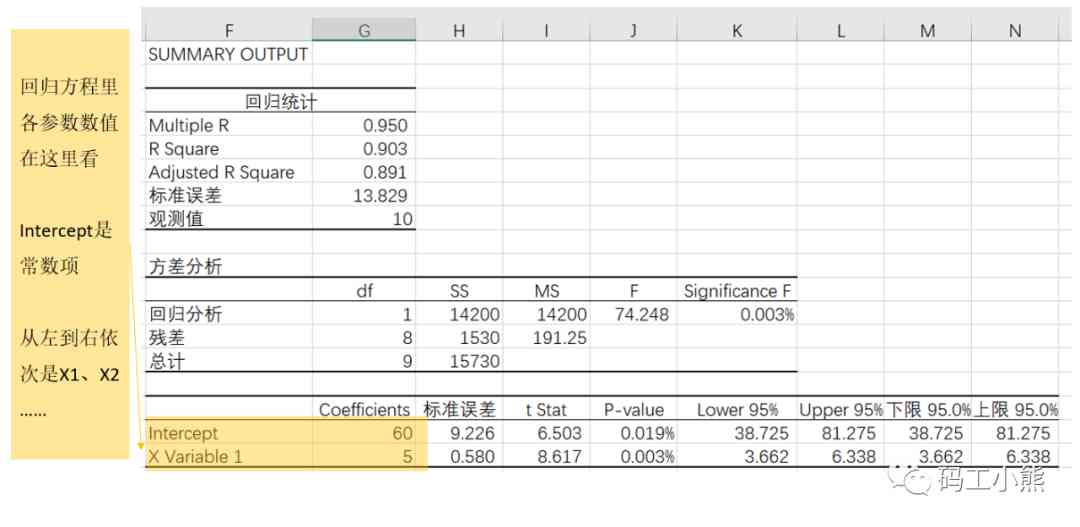 F G H I J K L M N
SUMMARY OUTPUT
回归统计
Multiple R 0.950
R Square 0.903
Adjusted R Square 0.891
标准误差 13.829
观测值 10
方差分析
df SS MS F Significance F
回归分析 1 14200 14200 74.248 0.003%
残差 8 1530 191.25
总计 9 15730
Coefficients 标准误差 t Stat P-value Lower 95% Upper 95% 下限 95.0% 上限 95.0%
Intercept 60 9.226 6.503 0.019% 38.725 81.275 38.725 81.275
X Variable 1 5 0.580 8.617 0.003% 3.662 6.338 3.662 6.338
回归方程里
各参数数值
在这里看
Intercept是
常数项
从左到右依
次是X1、X2
......
码工小熊